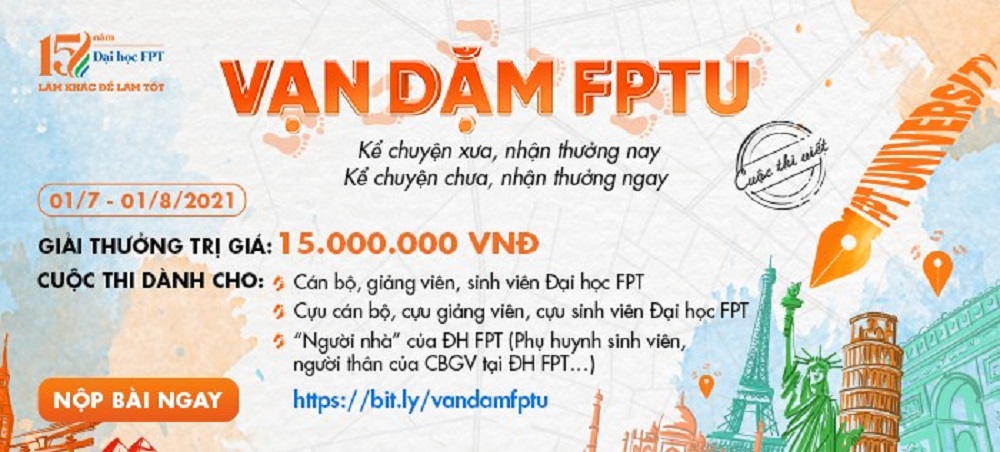 15 năm
Đại học FPT
LÀM KHÁC ĐỂ LÀM TỐT
VẠN DẶM FPTU
Kể chuyện xưa, nhận thưởng nay
Kể chuyện chưa, nhận thưởng ngay
Cuộc thi viết
FPT UNIVERSITY
01/7 - 01/8/2021
GIẢI THƯỞNG TRỊ GIÁ: 15.000.000 VNĐ
CUỘC THI DÀNH CHO: Cán bộ, giảng viên, sinh viên Đại học FPT
Cựu cán bộ, cựu giảng viên, cựu sinh viên Đại học FPT
“Người nhà” của ĐH FPT (Phụ huynh sinh viên,
người thân của CBGV tại ĐH FPT...)
NỘP BÀI NGAY
https://bit.ly/vandamfptu